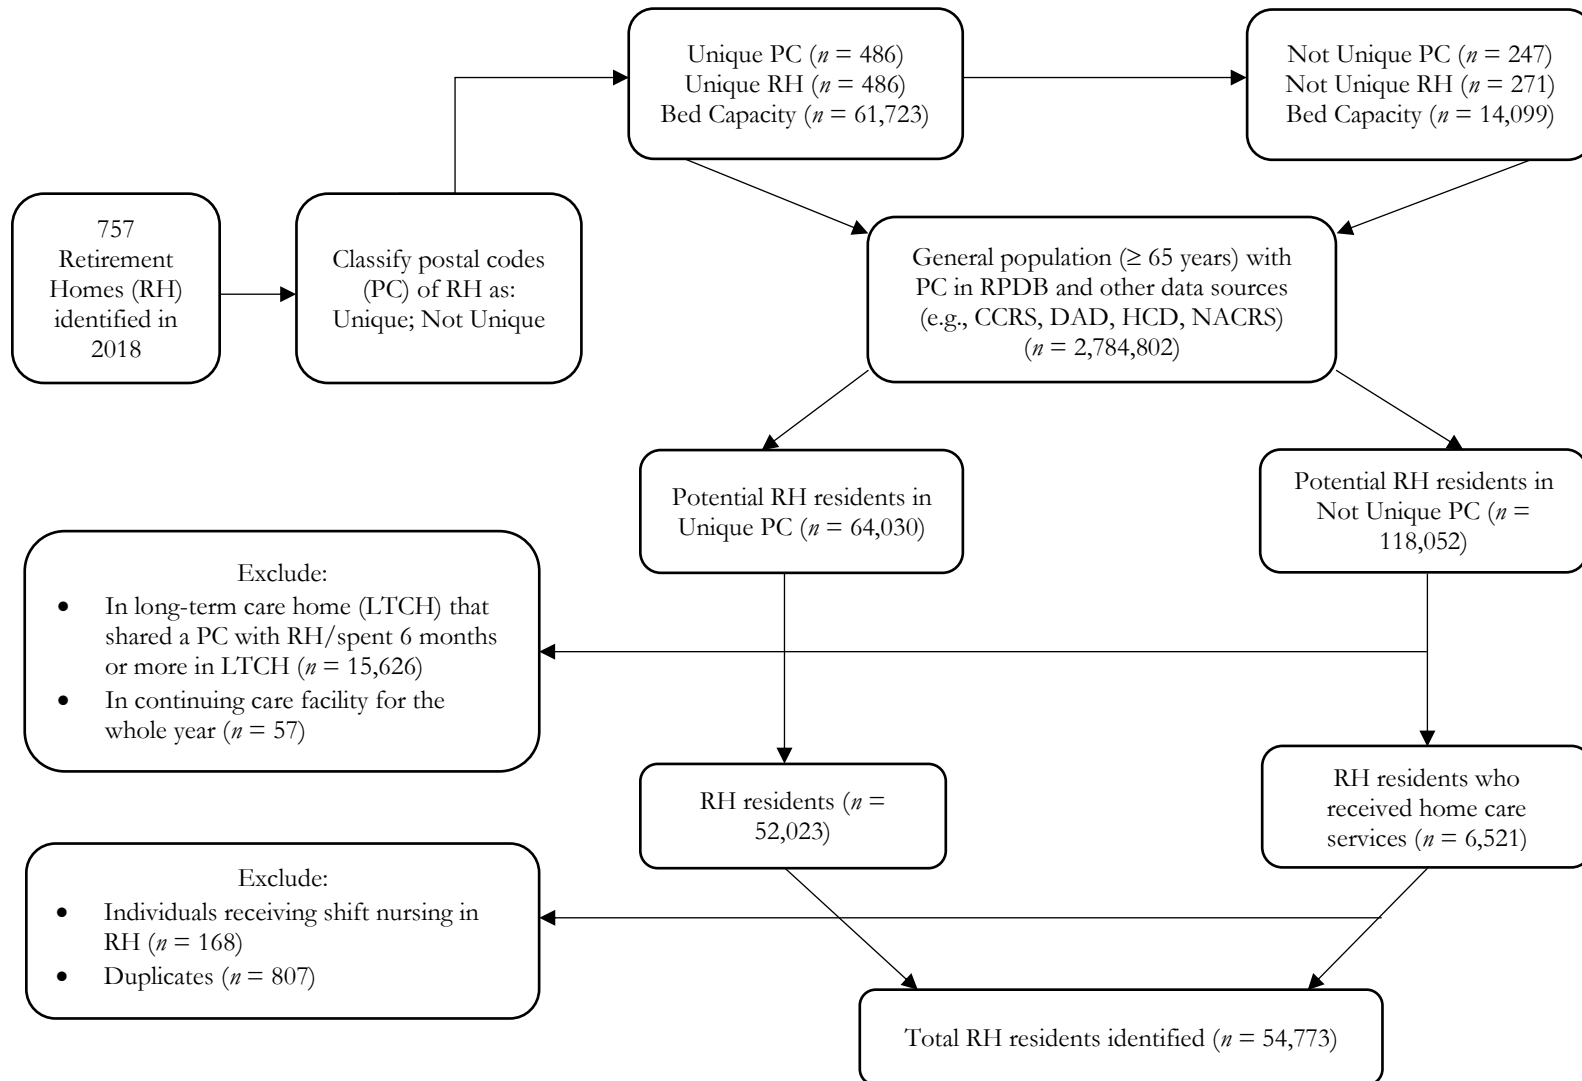 Unique PC (n = 486)
Unique RH (n = 486)
Bed Capacity (n = 61,723)
Not Unique PC (n = 247)
Not Unique RH (n = 271)
Bed Capacity (n = 14,099)
757
Retirement
Homes (RH)
identified in
2018
Classify postal codes
(PC) of RH as:
Unique; Not Unique
General population (≥ 65 years) with
PC in RPDB and other data sources
(e.g., CCRS, DAD, HCD, NACRS)
(n = 2,784,802)
Potential RH residents in
Unique PC (n = 64,030)
Potential RH residents in
Not Unique PC (n =
118,052)
Exclude:
• In long-term care home (LTCH) that
shared a PC with RH/spent 6 months
or more in LTCH (n = 15,626)
• In continuing care facility for the
whole year (n = 57)
RH residents (n =
52,023)
RH residents who
received home care
services (n = 6,521)
Exclude:
• Individuals receiving shift nursing in
RH (n = 168)
• Duplicates (n = 807)
Total RH residents identified (n = 54,773)